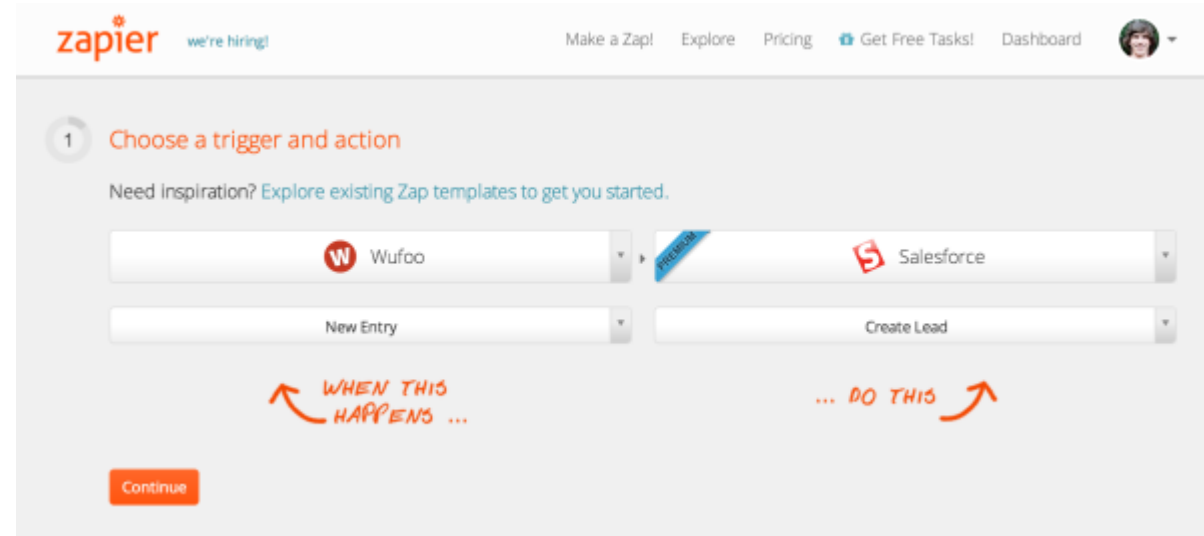 zapier we're hiring! Make a Zap! Explore Pricing Get Free Tasks! Dashboard
1 Choose a trigger and action
Need inspiration? Explore existing Zap templates to get you started.
Wufoo PREMIUM Salesforce
New Entry Create Lead
WHEN THIS
HAPPENS ...
... DO THIS
Continue